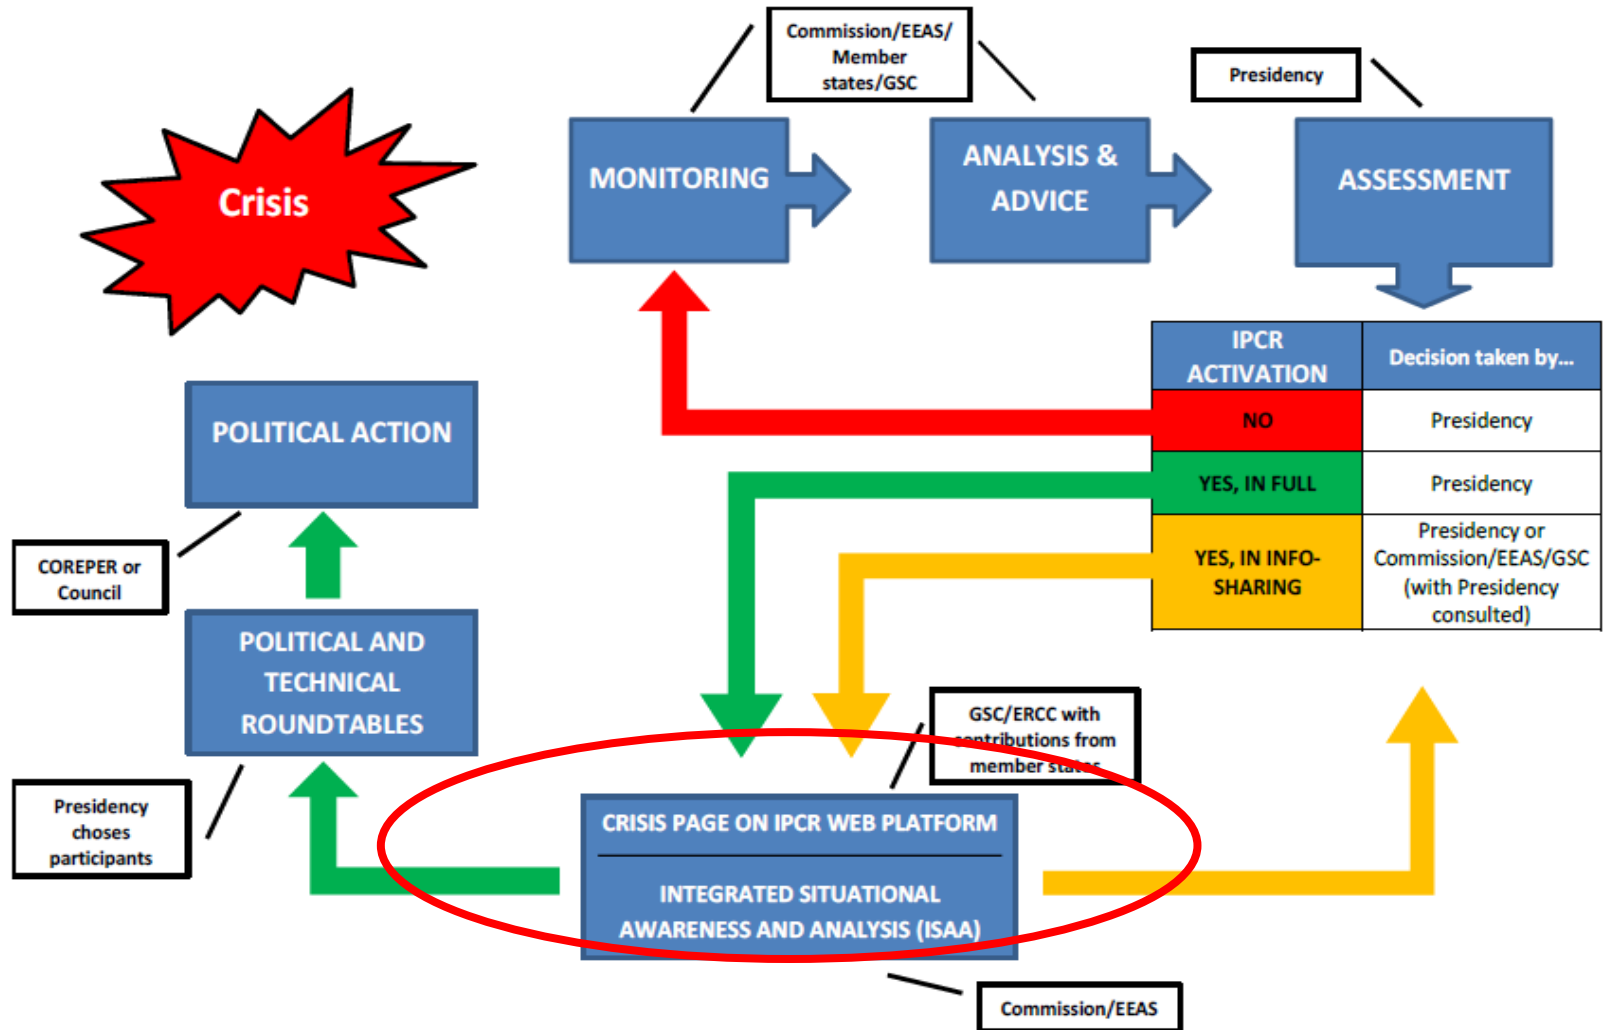 Commission/EEAS/
Member
states/GSC
Presidency
Crisis
MONITORING
ANALYSIS &
ADVICE
ASSESSMENT
IPCR
ACTIVATION
Decision taken by...
NO
Presidency
YES, IN FULL
Presidency
YES, IN INFO-
SHARING
Presidency or
Commission/EEAS/GSC
(with Presidency
consulted)
POLITICAL ACTION
COREPER or
Council
POLITICAL AND
TECHNICAL
ROUNDTABLES
Presidency
choses
participants
GSC/ERCC with
contributions from
member states
CRISIS PAGE ON IPCR WEB PLATFORM
INTEGRATED SITUATIONAL
AWARENESS AND ANALYSIS (ISAA)
Commission/EEAS